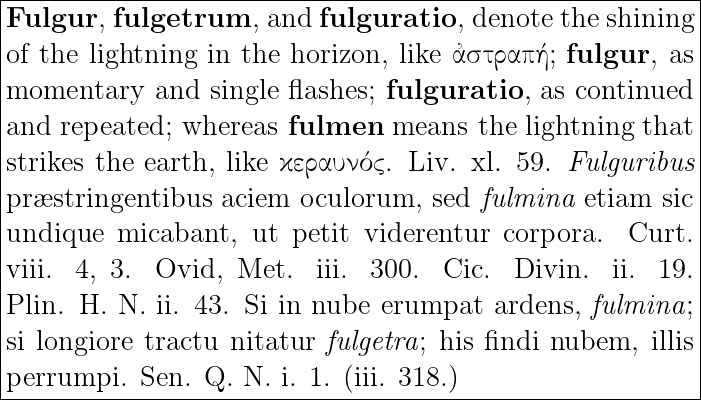 Fulgur, fulgetrum, and fulguratio, denote the shining
of the lightning in the horizon, like ἀστραπή; fulgur, as
momentary and single flashes; fulguratio, as continued
and repeated; whereas fulmen means the lightning that
strikes the earth, like κεραυνός. Liv. xl. 59. Fulguribus
præstringentibus aciem oculorum, sed fulmina etiam sic
undique micabant, ut petit viderentur corpora. Curt.
viii. 4, 3. Ovid, Met. iii. 300. Cic. Divin. ii. 19.
Plin. H. N. ii. 43. Si in nube erumpat ardens, fulmina;
si longiore tractu nitatur fulgetra; his findi nubem, illis
perrumpi. Sen. Q. N. i. 1. (iii. 318.)